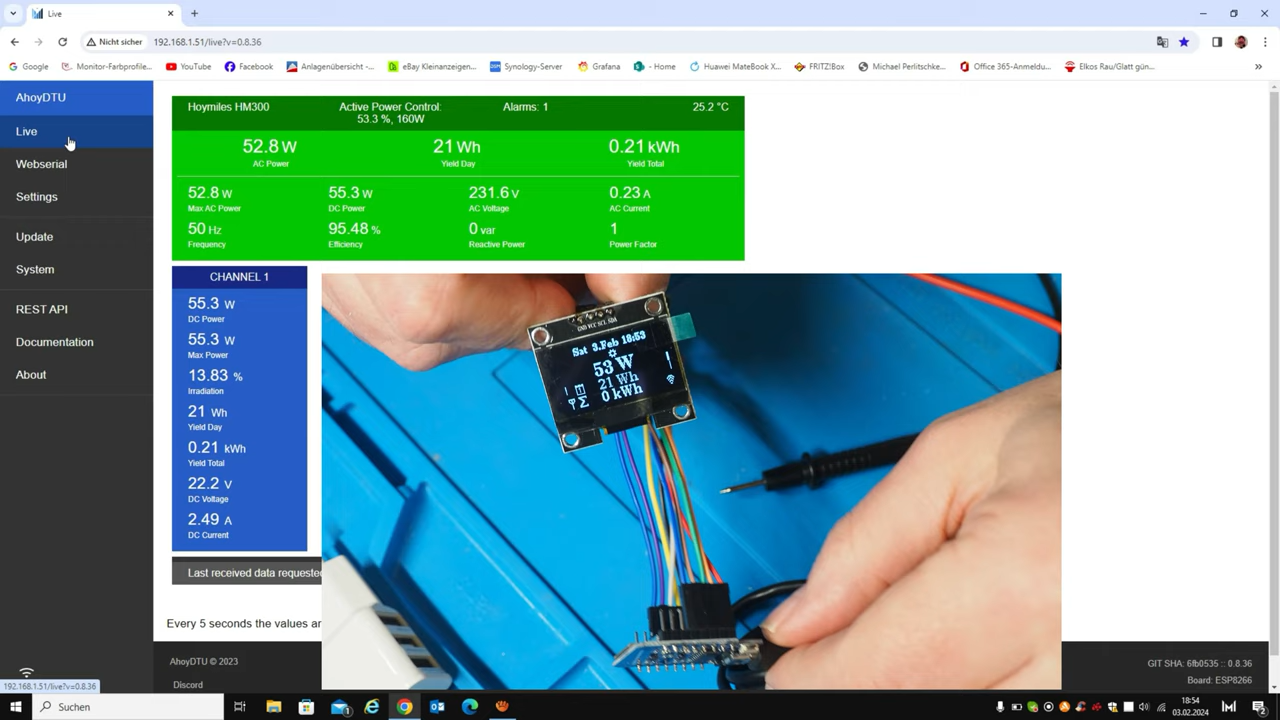 Live
Nicht sicher
192.168.1.51/live?v=0.8.36
Google
Monitor-Farbprofile...
YouTube
Facebook
Anlagenübersicht -...
eBay Kleinanzeigen...
Synology-Server
Grafana
- Home
Huawei MateBook X...
FRITZ!Box
Michael Perlitschke...
Office 365-Anmeldu...
Elkos Rau/Glatt gün...
AhoyDTU
Live
Webserial
Settings
Update
System
REST API
Documentation
About
Hoymiles HM300
Active Power Control:
53.3 %, 160W
Alarms: 1
25.2 °C
52.8 W
AC Power
21 Wh
Yield Day
0.21 kWh
Yield Total
52.8 W
Max AC Power
55.3 W
DC Power
231.6 V
AC Voltage
0.23 A
AC Current
50 Hz
Frequency
95.48 %
Efficiency
0 var
Reactive Power
1
Power Factor
CHANNEL 1
55.3 W
DC Power
55.3 W
Max Power
13.83 %
Irradiation
21 Wh
Yield Day
0.21 kWh
Yield Total
22.2 V
DC Voltage
2.49 A
DC Current
GND VCC SCL SDA
Sat 3.Feb 18:53
53 W
21 Wh
Σ 0 kWh
Last received data requested
Every 5 seconds the values
AhoyDTU © 2023
Discord
GIT SHA: 6fb0535 :: 0.8.36
Board: ESP8266
192.168.1.51/live?v=0.8.36
Suchen
18:54
03.02.2024